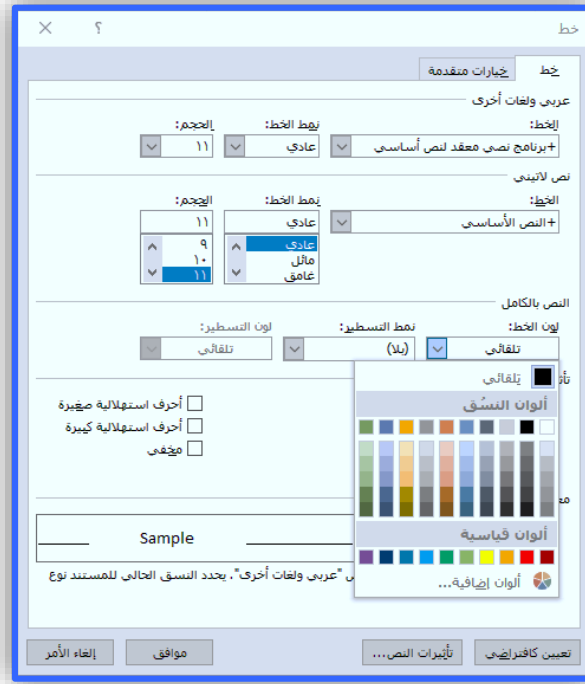 خط ؟ ×
خط خيارات متقدمة
عربي ولغات أخرى
الخط: نمط الخط: الحجم:
+برنامج نصي معقد لنص أساسي عادي ١١
نص لاتيني
الخط: نمط الخط: الحجم:
+النص الأساسي عادي ١١
عادي ٩
مائل ١٠
غامق ١١
النص بالكامل
لون الخط: نمط التسطير: لون التسطير:
تلقائي (بلا) تلقائي
تلقائي
ألوان النسُق
أحرف استهلالية صغيرة
أحرف استهلالية كبيرة
مخفي
ألوان قياسية
Sample
ألوان إضافية...
"عربي ولغات أخرى". يحدد النسق الحالي للمستند نوع
تعيين كافتراضي تأثيرات النص... موافق إلغاء الأمر